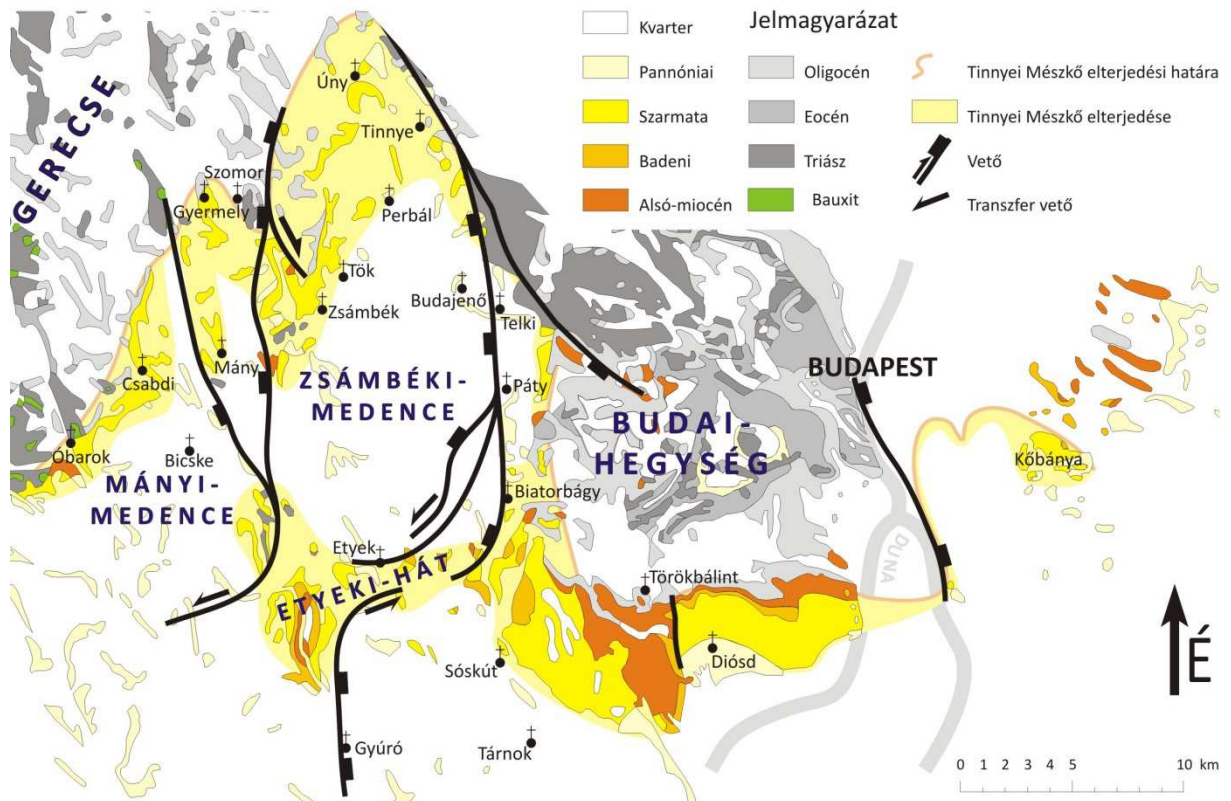 Jelmagyarázat
Kvarter
Pannóniai
Szarmata
Badeni
Alsó-miocén
Oligocén
Eocén
Triász
Bauxit
Tinnyei Mészkő elterjedési határa
Tinnyei Mészkő elterjedése
Vető
Transzfer vető
GERECSE
Úny
Tinnye
Szomor
Gyermely
Perbál
Tök
Budajenő
Zsámbék
Telki
Mány
Csabdi
ZSÁMBÉKI-
MEDENCE
Páty
BUDAPEST
BUDAI-
HEGYSÉG
Óbarok
Bicske
Kőbánya
MÁNYI-
MEDENCE
Biatorbágy
Etyek
DUNA
ETYEKI-HÁT
Törökbálint
Sóskút
Diósd
É
Gyúró
Tárnok
0 1 2 3 4 5 10 km